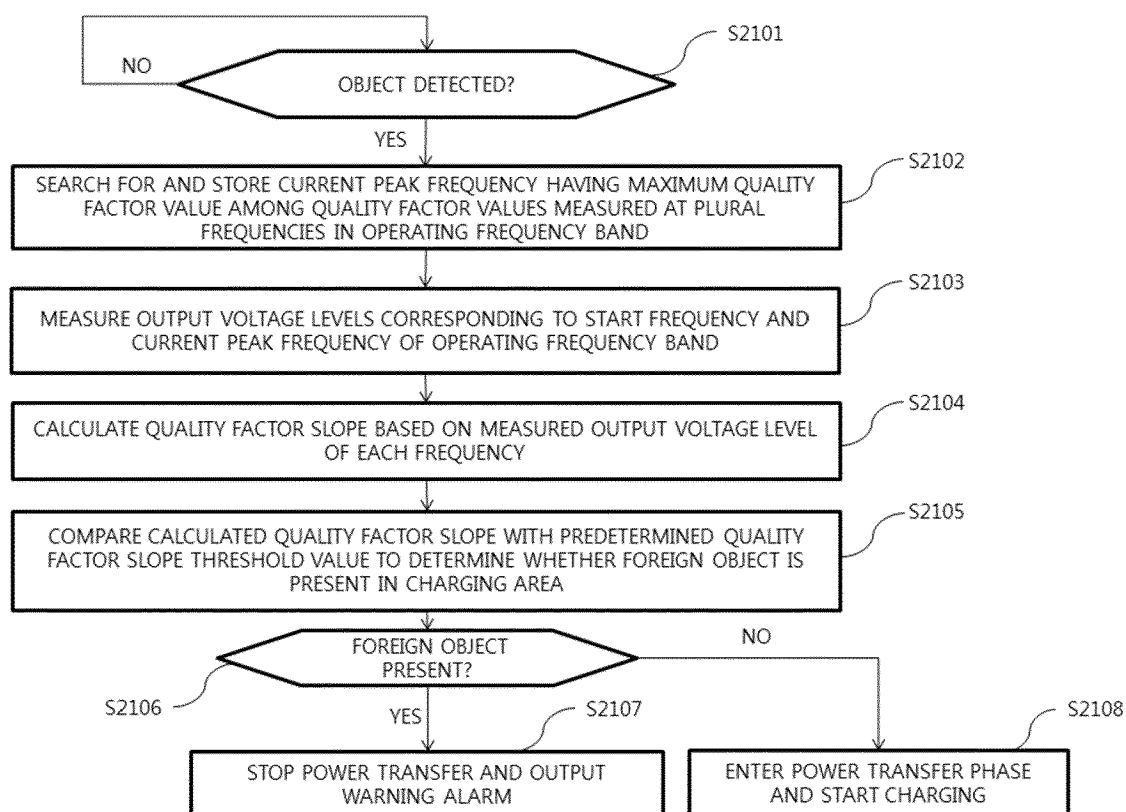 S2101
NO
OBJECT DETECTED?
YES
S2102
SEARCH FOR AND STORE CURRENT PEAK FREQUENCY HAVING MAXIMUM QUALITY
FACTOR VALUE AMONG QUALITY FACTOR VALUES MEASURED AT PLURAL
FREQUENCIES IN OPERATING FREQUENCY BAND
S2103
MEASURE OUTPUT VOLTAGE LEVELS CORRESPONDING TO START FREQUENCY AND
CURRENT PEAK FREQUENCY OF OPERATING FREQUENCY BAND
S2104
CALCULATE QUALITY FACTOR SLOPE BASED ON MEASURED OUTPUT VOLTAGE LEVEL
OF EACH FREQUENCY
S2105
COMPARE CALCULATED QUALITY FACTOR SLOPE WITH PREDETERMINED QUALITY
FACTOR SLOPE THRESHOLD VALUE TO DETERMINE WHETHER FOREIGN OBJECT IS
PRESENT IN CHARGING AREA
NO
FOREIGN OBJECT
PRESENT?
S2106
YES
S2107
S2108
STOP POWER TRANSFER AND OUTPUT
WARNING ALARM
ENTER POWER TRANSFER PHASE
AND START CHARGING